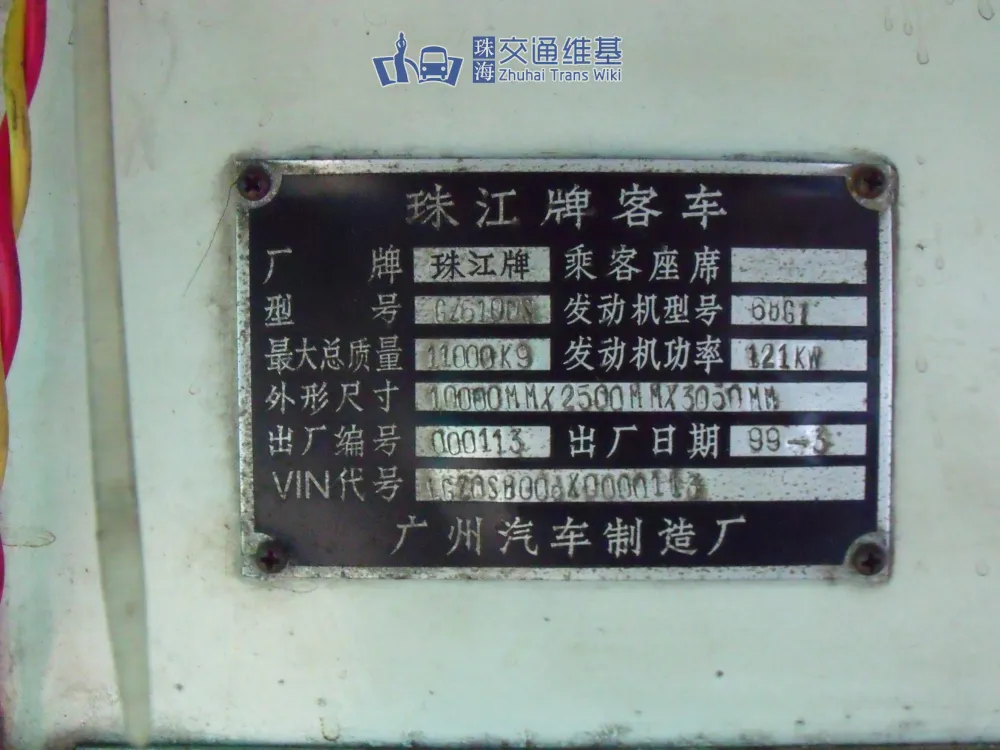 珠海 交通维基
Zhuhai Trans Wiki
珠江牌客车
厂牌 珠江牌 乘客座席
型号 发动机型号
最大总质量 11000K9 发动机功率 121KW
外形尺寸 10000MMX2500MMX3050MM
出厂编号 000113 出厂日期 99-3
VIN代号
广州汽车制造厂